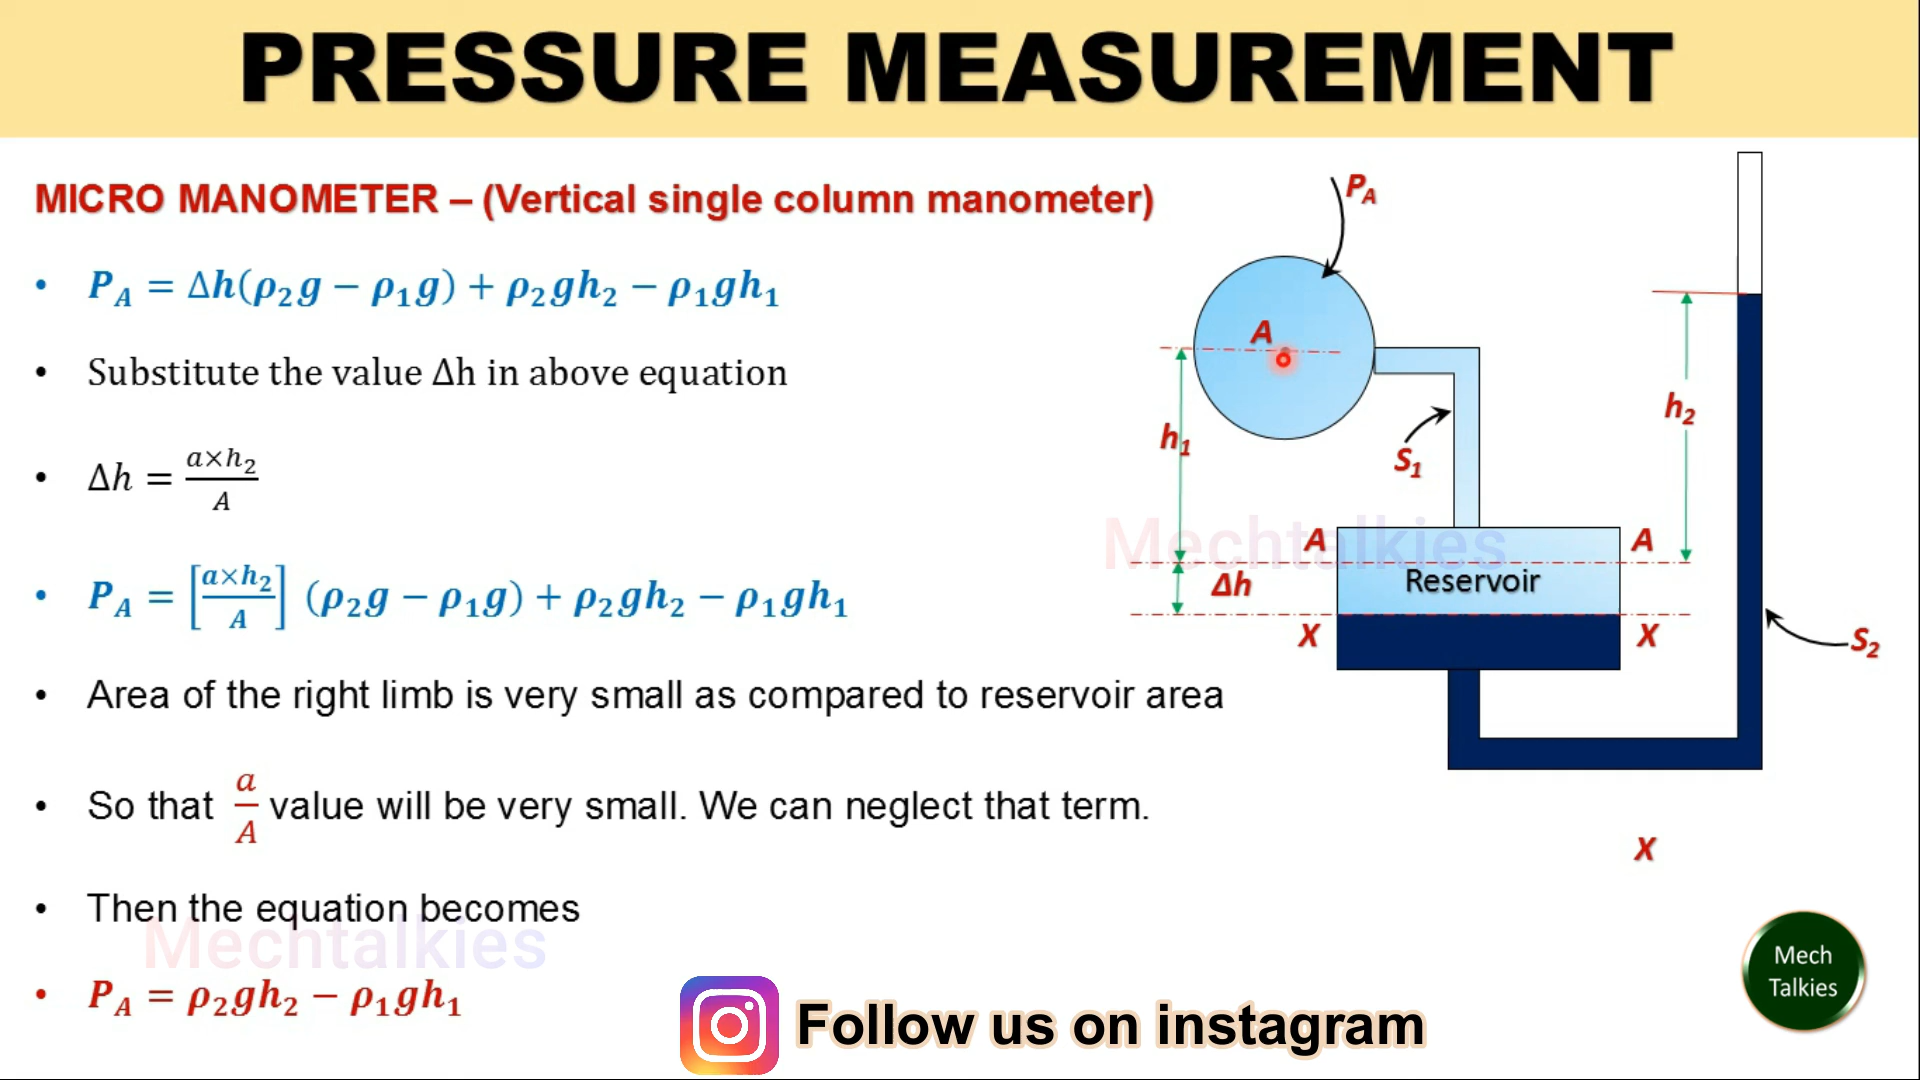 PRESSURE MEASUREMENT
MICRO MANOMETER – (Vertical single column manometer)
• P_A = Δh(ρ₂g − ρ₁g) + ρ₂gh₂ − ρ₁gh₁
• Substitute the value Δh in above equation
• Δh = a×h₂/A
• P_A = [a×h₂/A] (ρ₂g − ρ₁g) + ρ₂gh₂ − ρ₁gh₁
• Area of the right limb is very small as compared to reservoir area
• So that a/A value will be very small. We can neglect that term.
• Then the equation becomes
Mechtalkies
• P_A = ρ₂gh₂ − ρ₁gh₁
Follow us on instagram
P_A
A
h₁
S₁
h₂
Mechtalkies
A
A
Reservoir
Δh
X
X
S₂
X
Mech
Talkies